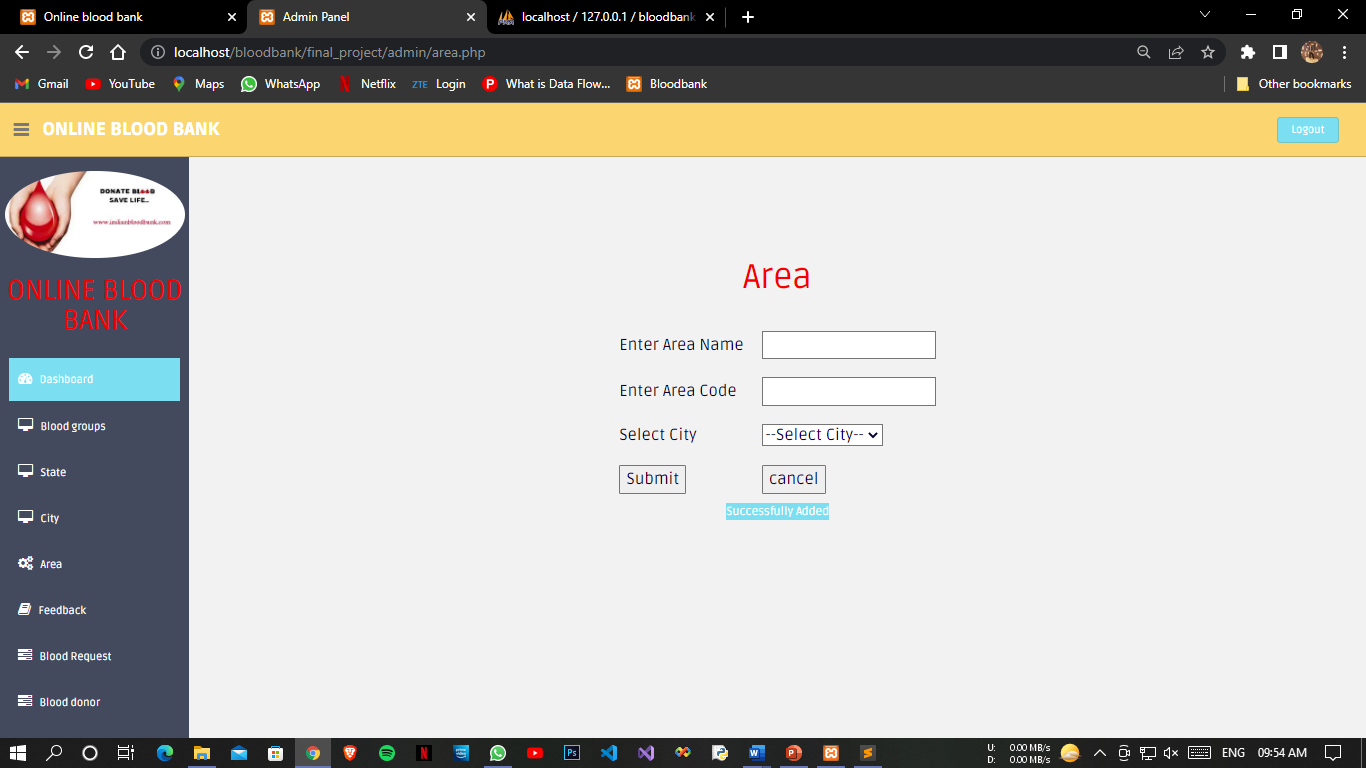 Online blood bank
Admin Panel
localhost / 127.0.0.1 / bloodbank
localhost/bloodbank/final_project/admin/area.php
Gmail
YouTube
Maps
WhatsApp
Netflix
ZTE
Login
What is Data Flow...
Bloodbank
Other bookmarks
ONLINE BLOOD BANK
Logout
DONATE BLOOD
SAVE LIFE..
www.indianbloodbank.com
ONLINE BLOOD
BANK
Dashboard
Blood groups
State
City
Area
Feedback
Blood Request
Blood donor
Area
Enter Area Name
Enter Area Code
Select City
--Select City--
Submit
cancel
Successfully Added
U: 0.00 MB/s
D: 0.00 MB/s
ENG
09:54 AM